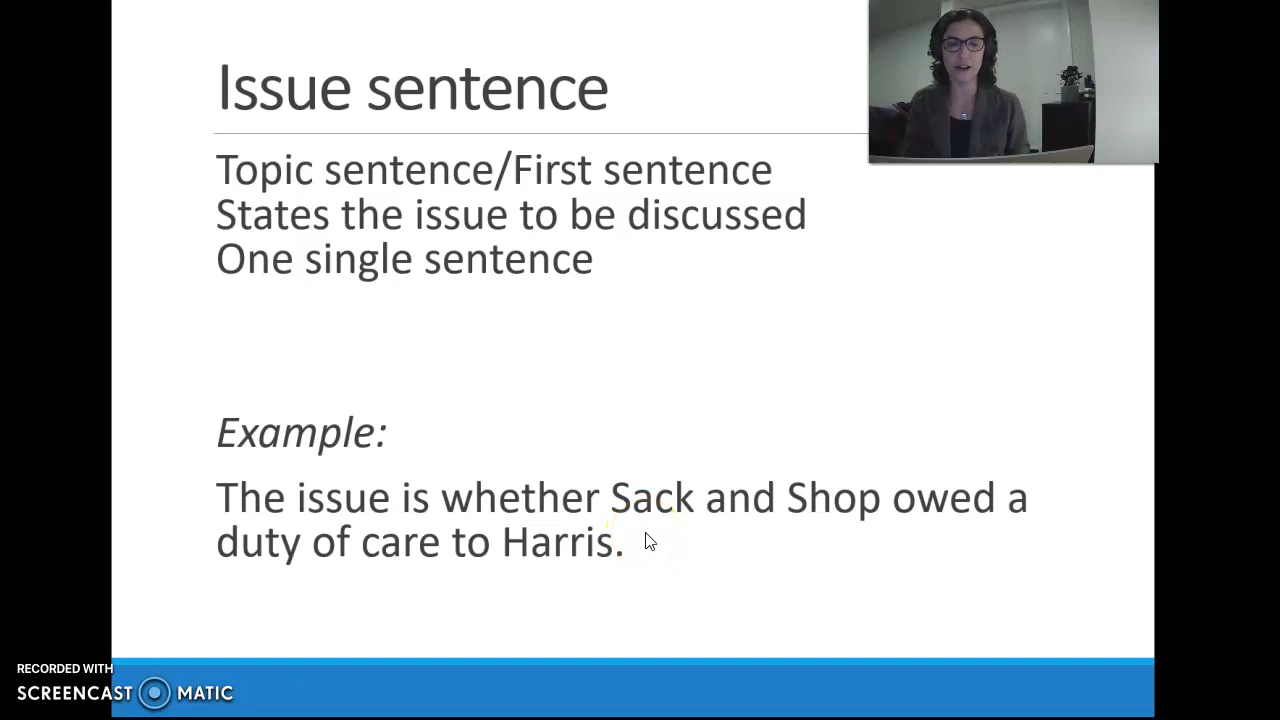 Issue sentence
Topic sentence/First sentence
States the issue to be discussed
One single sentence
Example:
The issue is whether Sack and Shop owed a
duty of care to Harris.
RECORDED WITH
SCREENCAST MATIC